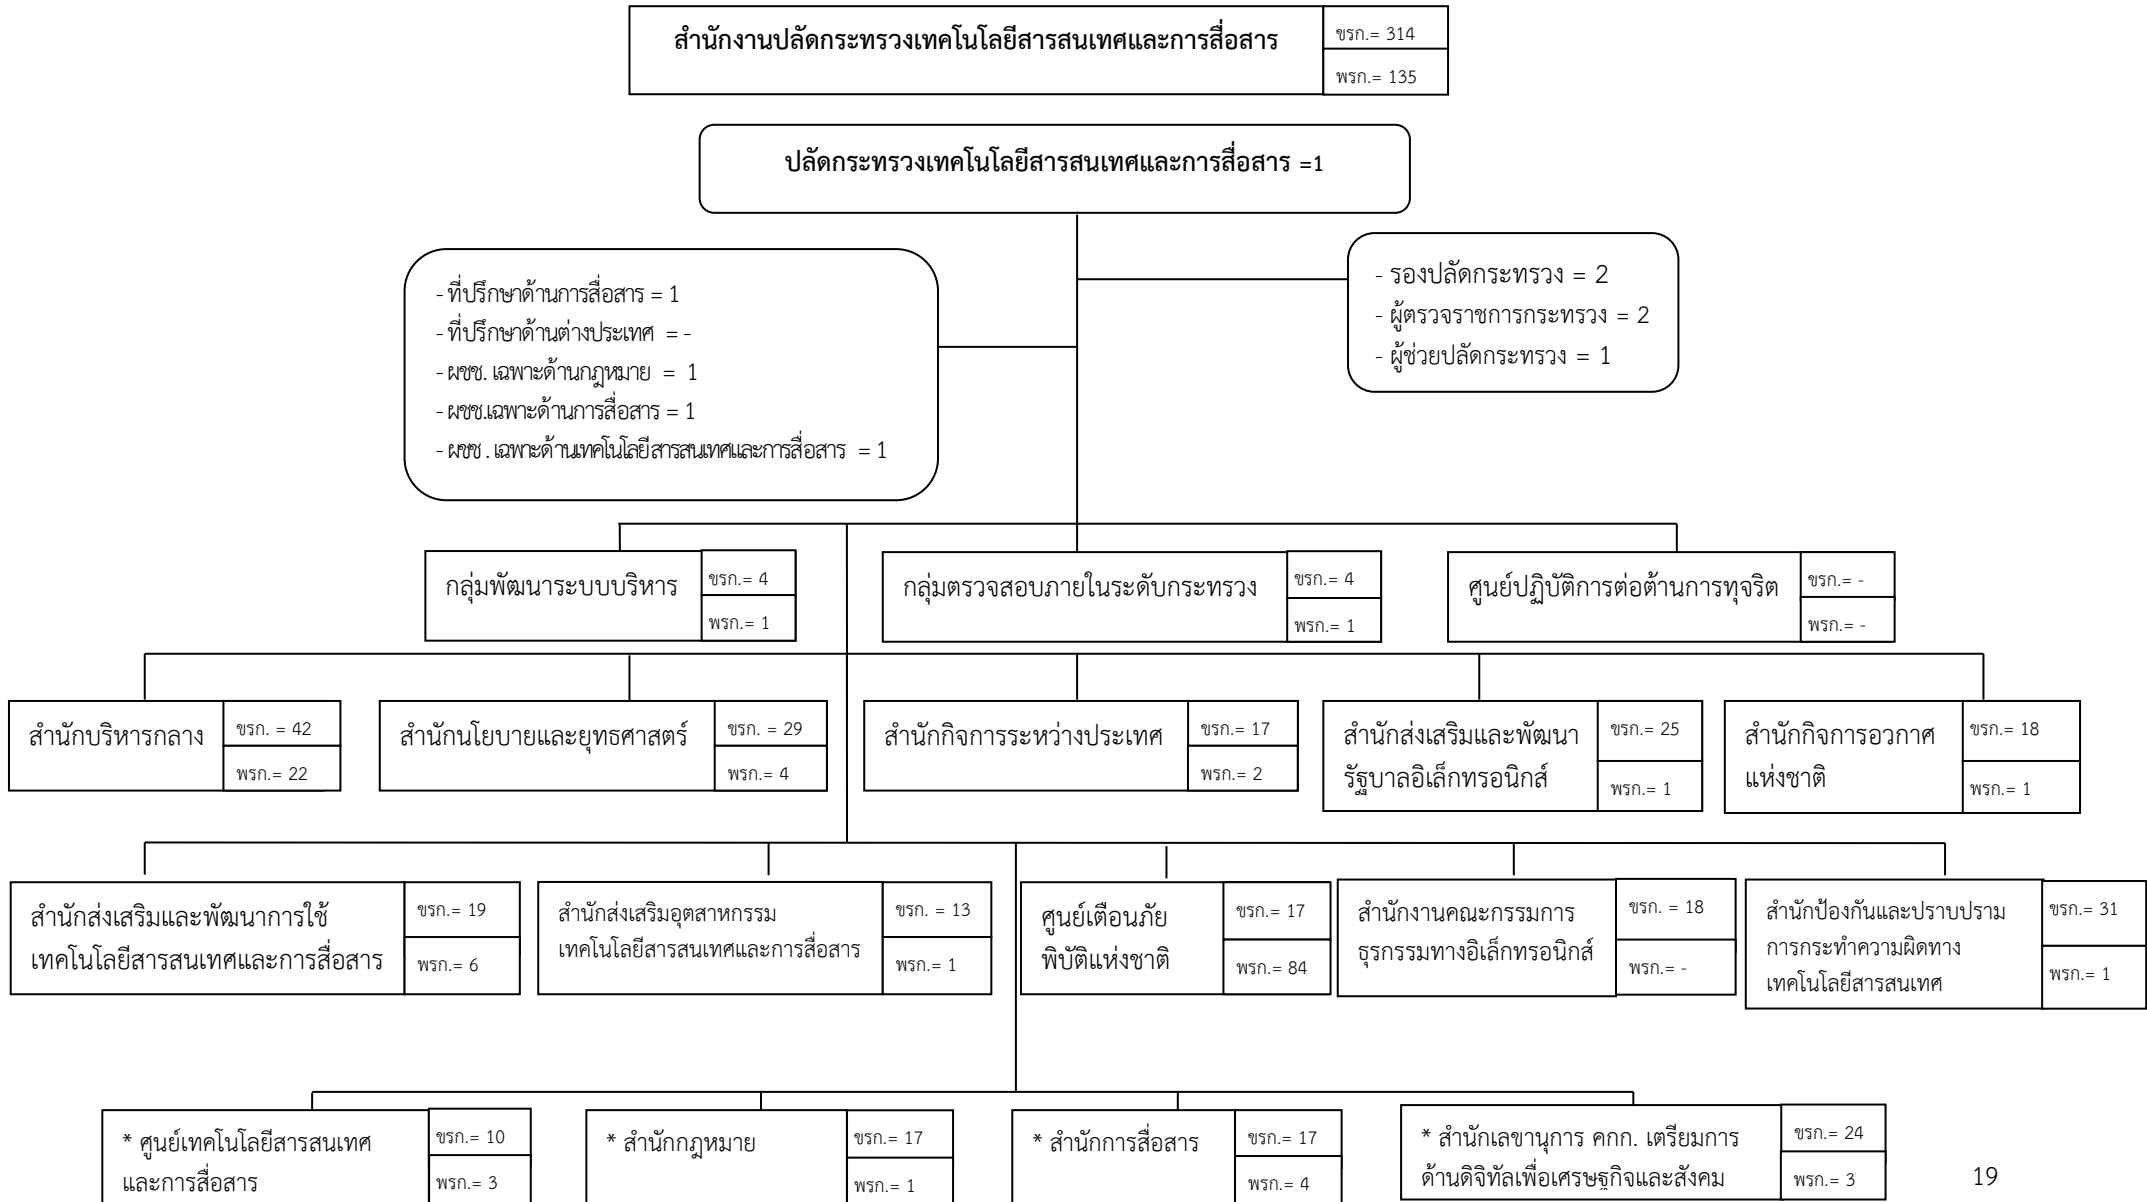 สำนักงานปลัดกระทรวงเทคโนโลยีสารสนเทศและการสื่อสาร
ขรก.= 314
พรก.= 135
ปลัดกระทรวงเทคโนโลยีสารสนเทศและการสื่อสาร =1
- ที่ปรึกษาด้านการสื่อสาร = 1
- ที่ปรึกษาด้านต่างประเทศ = -
- ผชช. เฉพาะด้านกฎหมาย = 1
- ผชช.เฉพาะด้านการสื่อสาร = 1
- ผชช . เฉพาะด้านเทคโนโลยีสารสนเทศและการสื่อสาร = 1
- รองปลัดกระทรวง = 2
- ผู้ตรวจราชการกระทรวง = 2
- ผู้ช่วยปลัดกระทรวง = 1
กลุ่มพัฒนาระบบบริหาร
ขรก.= 4
พรก.= 1
กลุ่มตรวจสอบภายในระดับกระทรวง
ขรก.= 4
พรก.= 1
ศูนย์ปฏิบัติการต่อต้านการทุจริต
ขรก.= -
พรก.= -
สำนักบริหารกลาง
ขรก. = 42
พรก.= 22
สำนักนโยบายและยุทธศาสตร์
ขรก. = 29
พรก.= 4
สำนักกิจการระหว่างประเทศ
ขรก.= 17
พรก.= 2
สำนักส่งเสริมและพัฒนา
รัฐบาลอิเล็กทรอนิกส์
ขรก.= 25
พรก.= 1
สำนักกิจการอวกาศ
แห่งชาติ
ขรก.= 18
พรก.= 1
สำนักส่งเสริมและพัฒนาการใช้
เทคโนโลยีสารสนเทศและการสื่อสาร
ขรก.= 19
พรก.= 6
สำนักส่งเสริมอุตสาหกรรม
เทคโนโลยีสารสนเทศและการสื่อสาร
ขรก. = 13
พรก.= 1
ศูนย์เตือนภัย
พิบัติแห่งชาติ
ขรก.= 17
พรก.= 84
สำนักงานคณะกรรมการ
ธุรกรรมทางอิเล็กทรอนิกส์
ขรก. = 18
พรก.= -
สำนักป้องกันและปราบปราม
การกระทำความผิดทาง
เทคโนโลยีสารสนเทศ
ขรก.= 31
พรก.= 1
* ศูนย์เทคโนโลยีสารสนเทศ
และการสื่อสาร
ขรก.= 10
พรก.= 3
* สำนักกฎหมาย
ขรก.= 17
พรก.= 1
* สำนักการสื่อสาร
ขรก.= 17
พรก.= 4
* สำนักเลขานุการ คกก. เตรียมการ
ด้านดิจิทัลเพื่อเศรษฐกิจและสังคม
ขรก.= 24
พรก.= 3
19